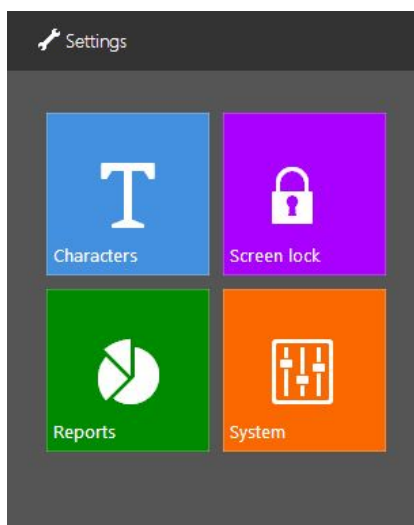 Settings
Characters
Screen lock
Reports
System